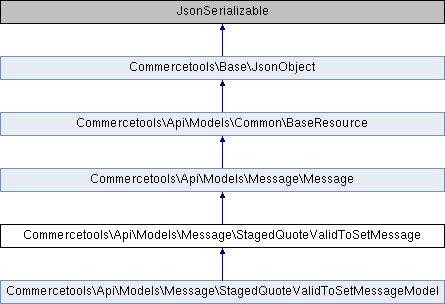 JsonSerializable
Commercetools\Base\JsonObject
Commercetools\Api\Models\Common\BaseResource
Commercetools\Api\Models\Message\Message
Commercetools\Api\Models\Message\StagedQuoteValidToSetMessage
Commercetools\Api\Models\Message\StagedQuoteValidToSetMessageModel